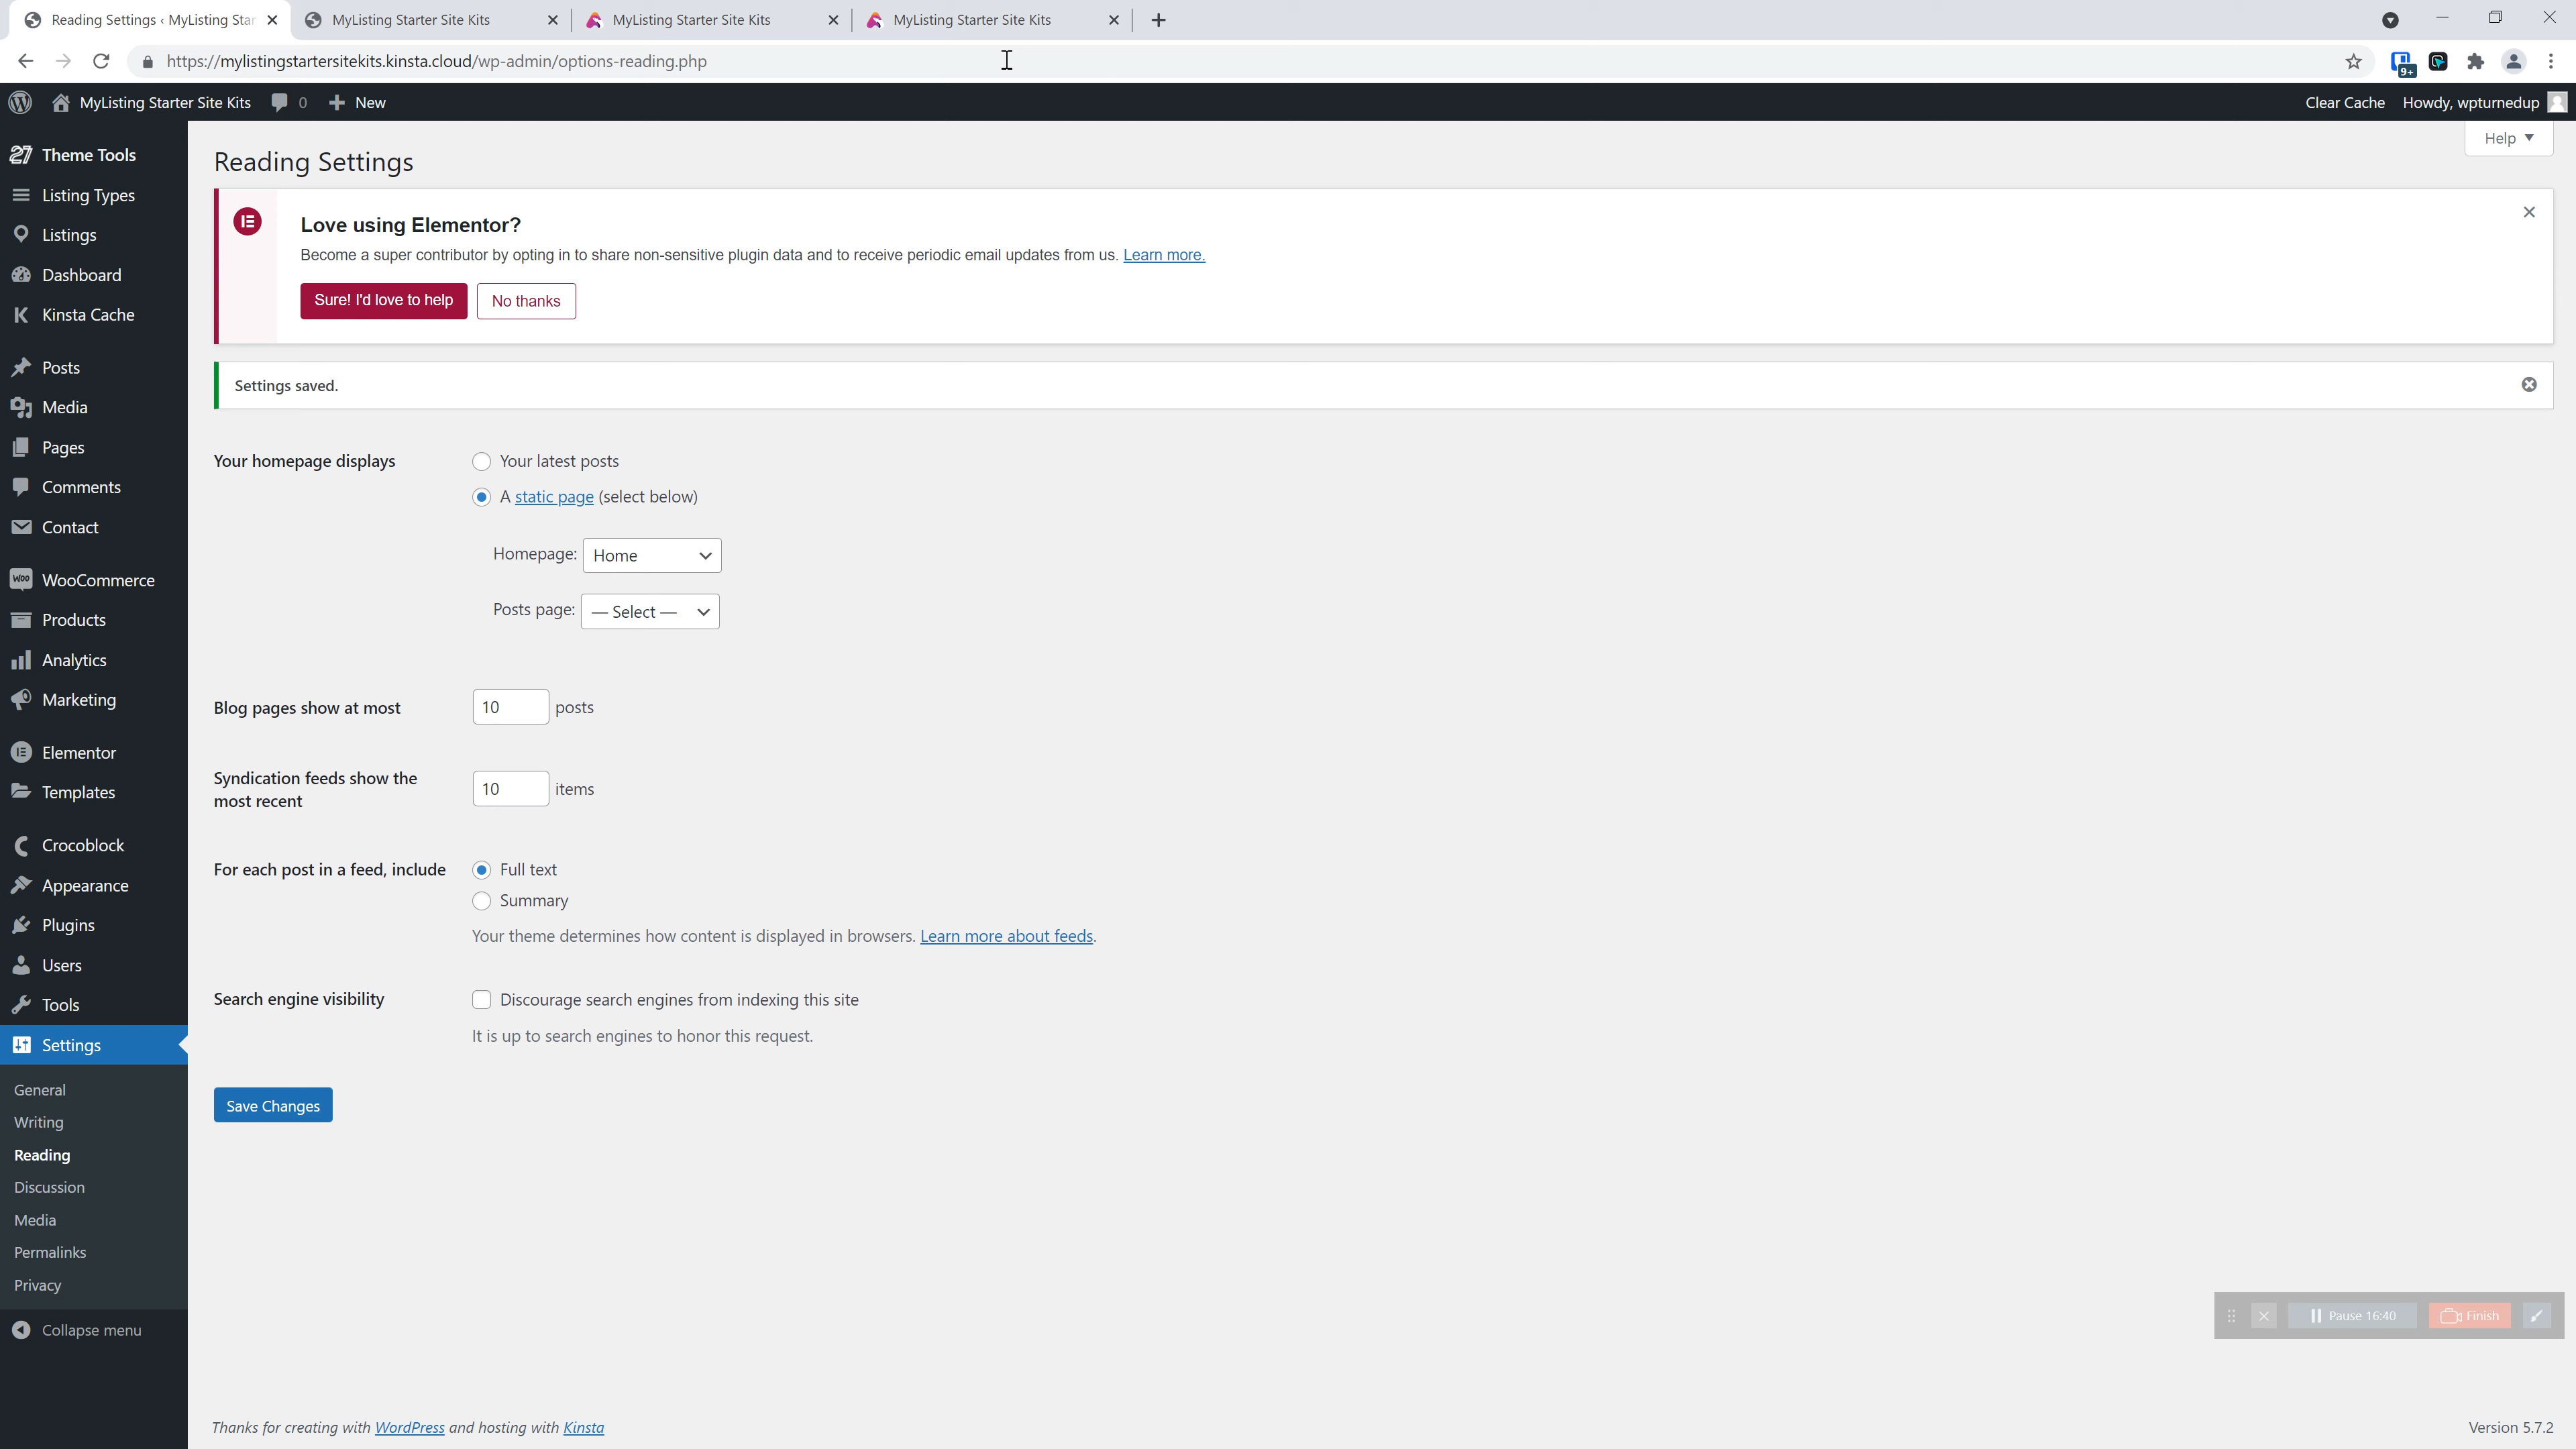 Reading Settings ‹ MyListing Star
MyListing Starter Site Kits
MyListing Starter Site Kits
MyListing Starter Site Kits
https://mylistingstartersitekits.kinsta.cloud/wp-admin/options-reading.php
9+
MyListing Starter Site Kits
0
New
Clear Cache
Howdy, wpturnedup
27 Theme Tools
Listing Types
Listings
Dashboard
K Kinsta Cache
Posts
Media
Pages
Comments
Contact
Woo WooCommerce
Products
Analytics
Marketing
Elementor
Templates
Crocoblock
Appearance
Plugins
Users
Tools
Settings
General
Writing
Reading
Discussion
Media
Permalinks
Privacy
Collapse menu
Help
Reading Settings
Love using Elementor?
Become a super contributor by opting in to share non-sensitive plugin data and to receive periodic email updates from us. Learn more.
Sure! I'd love to help
No thanks
Settings saved.
Your homepage displays
Your latest posts
A static page (select below)
Homepage: Home
Posts page: — Select —
Blog pages show at most
10 posts
Syndication feeds show the
most recent
10 items
For each post in a feed, include
Full text
Summary
Your theme determines how content is displayed in browsers. Learn more about feeds.
Search engine visibility
Discourage search engines from indexing this site
It is up to search engines to honor this request.
Save Changes
Pause 16:40
Finish
Thanks for creating with WordPress and hosting with Kinsta
Version 5.7.2